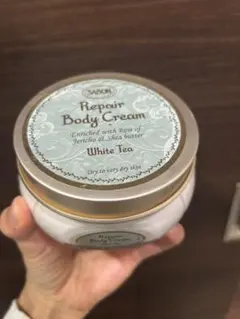 SABON
Repair
Body Cream
Enriched with Rose of
Jericho et Shea butter
White Tea
Dry to very dry skin
Repair
Body Cream